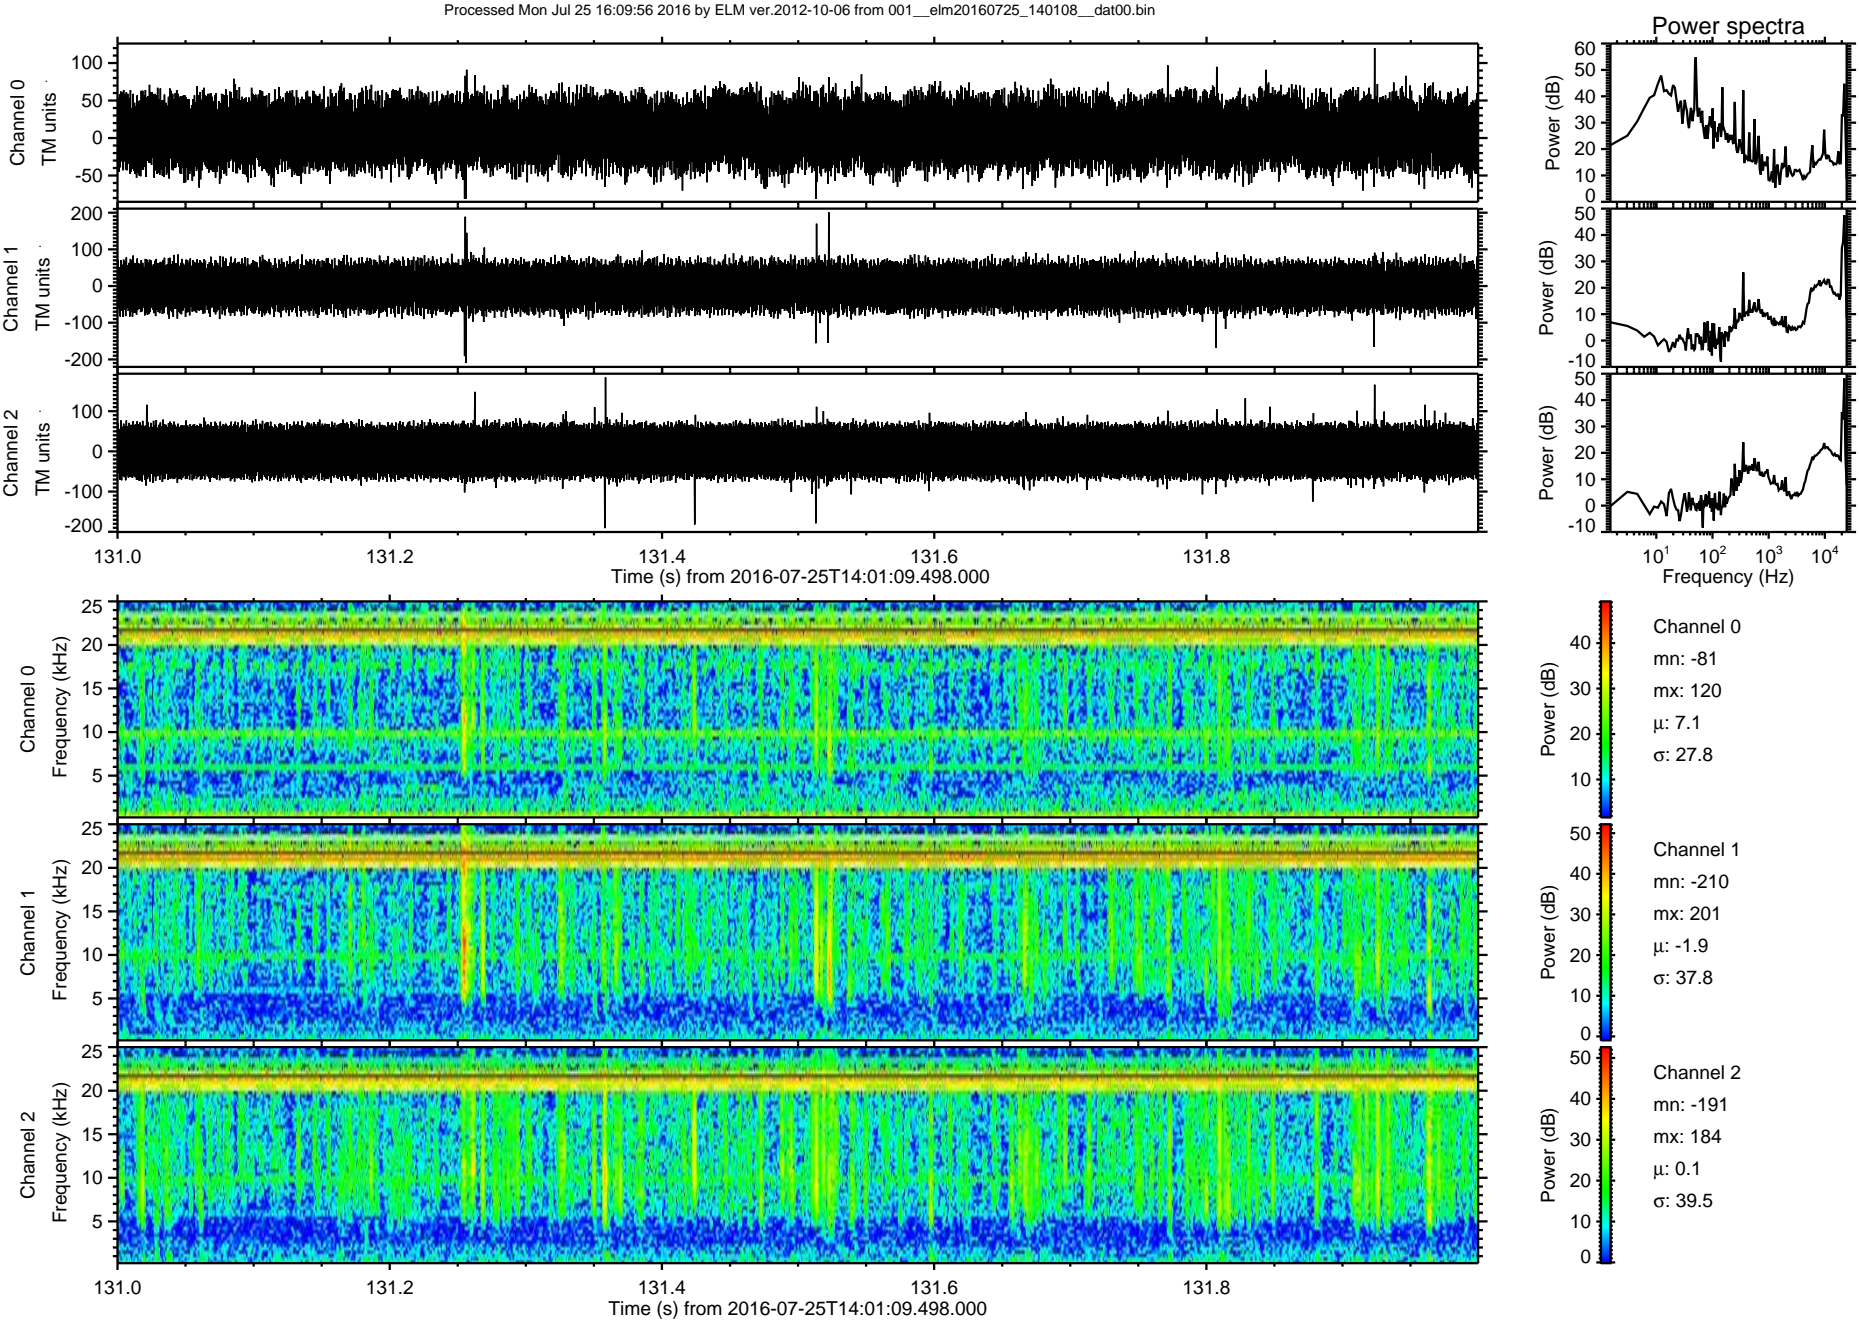 Processed Mon Jul 25 16:09:56 2016 by ELM ver.2012-10-06 from 001__elm20160725_140108__dat00.bin
Power spectra
Channel 0
TM units
100
50
0
-50
Power (dB)
60
50
40
30
20
10
0
Channel 1
TM units
200
100
0
-100
-200
Power (dB)
50
40
30
20
10
0
-10
Channel 2
TM units
100
0
-100
-200
Power (dB)
50
40
30
20
10
0
-10
131.0 131.2 131.4 131.6 131.8
Time (s) from 2016-07-25T14:01:09.498.000
10¹ 10² 10³ 10⁴
Frequency (Hz)
Channel 0
Frequency (kHz)
25
20
15
10
5
Power (dB)
40
30
20
10
Channel 0
mn: -81
mx: 120
μ: 7.1
σ: 27.8
Channel 1
Frequency (kHz)
25
20
15
10
5
Power (dB)
50
40
30
20
10
0
Channel 1
mn: -210
mx: 201
μ: -1.9
σ: 37.8
Channel 2
Frequency (kHz)
25
20
15
10
5
Power (dB)
50
40
30
20
10
0
Channel 2
mn: -191
mx: 184
μ: 0.1
σ: 39.5
131.0 131.2 131.4 131.6 131.8
Time (s) from 2016-07-25T14:01:09.498.000